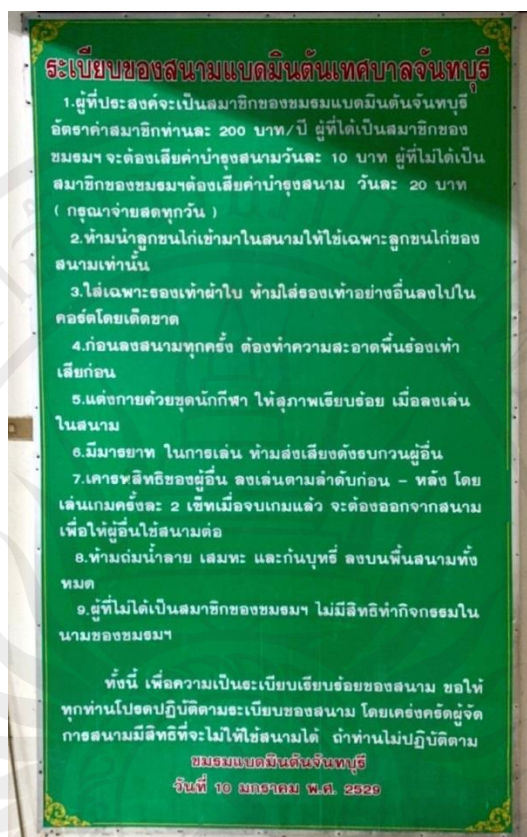 ระเบียบของสนามแบดมินตันเทศบาลจันทบุรี
1.ผู้ที่ประสงค์จะเป็นสมาชิกของชมรมแบดมินตันจันทบุรี
อัตราค่าสมาชิกท่านละ 200 บาท/ปี ผู้ที่ได้เป็นสมาชิกของ
ชมรมฯ จะต้องเสียค่าบำรุงสนามวันละ 10 บาท ผู้ที่ไม่ได้เป็น
สมาชิกของชมรมฯต้องเสียค่าบำรุงสนาม วันละ 20 บาท
( กรุณาจ่ายสดทุกวัน )
2.ห้ามนำลูกขนไก่เข้ามาในสนามให้ใช้เฉพาะลูกขนไก่ของ
สนามเท่านั้น
3.ใส่เฉพาะรองเท้าผ้าใบ ห้ามใส่รองเท้าอย่างอื่นลงไปใน
คอร์ตโดยเด็ดขาด
4.ก่อนลงสนามทุกครั้ง ต้องทำความสะอาดพื้นร้องเท้า
เสียก่อน
5.แต่งกายด้วยชุดนักกีฬา ให้สุภาพเรียบร้อย เมื่อลงเล่น
ในสนาม
6.มีมารยาท ในการเล่น ห้ามส่งเสียงดังรบกวนผู้อื่น
7.เคารพสิทธิของผู้อื่น ลงเล่นตามลำดับก่อน - หลัง โดย
เล่นเกมครั้งละ 2 เซ็ทเมื่อจบเกมแล้ว จะต้องออกจากสนาม
เพื่อให้ผู้อื่นใช้สนามต่อ
8.ห้ามถ่มน้ำลาย เสมหะ และก้นบุหรี่ ลงบนพื้นสนามทั้ง
หมด
9.ผู้ที่ไม่ได้เป็นสมาชิกของชมรมฯ ไม่มีสิทธิทำกิจกรรมใน
นามของชมรมฯ
ทั้งนี้ เพื่อความเป็นระเบียบเรียบร้อยของสนาม ขอให้
ทุกท่านโปรดปฏิบัติตามระเบียบของสนาม โดยเคร่งครัดผู้จัด
การสนามมีสิทธิที่จะไม่ให้ใช้สนามได้ ถ้าท่านไม่ปฏิบัติตาม
ชมรมแบดมินตันจันทบุรี
วันที่ 10 มกราคม พ.ศ. 2529